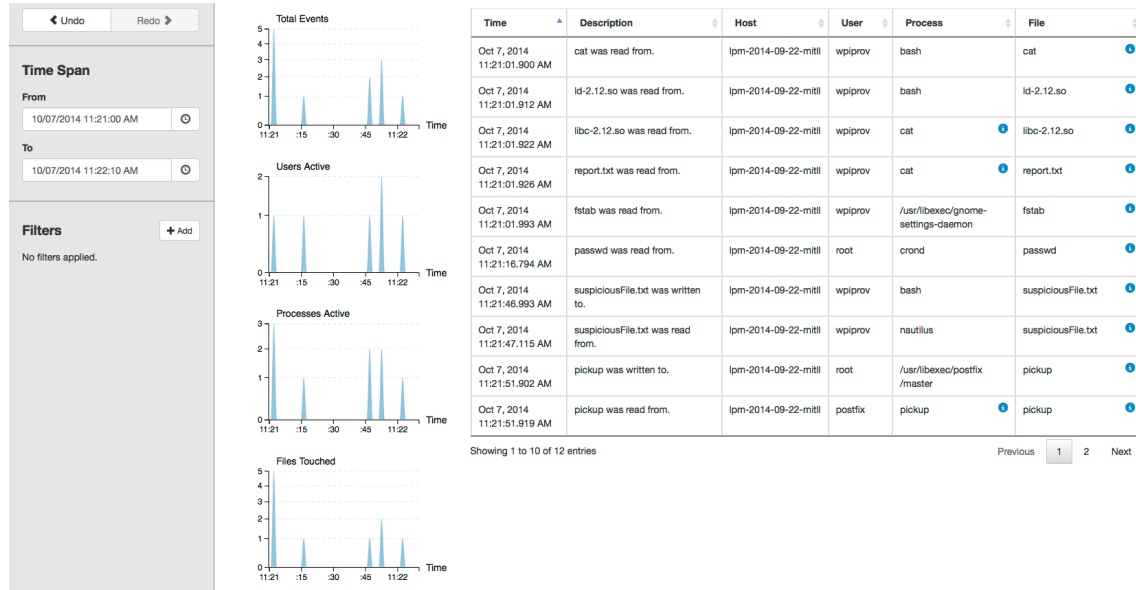 Undo
Redo
Time Span
From
10/07/2014 11:21:00 AM
To
10/07/2014 11:22:10 AM
Filters
Add
No filters applied.
Total Events
5
4
3
2
1
0
11:21 :15 :30 :45 11:22
Time
Users Active
2
1
0
11:21 :15 :30 :45 11:22
Time
Processes Active
3
2
1
0
11:21 :15 :30 :45 11:22
Time
Files Touched
5
4
3
2
1
0
11:21 :15 :30 :45 11:22
Time
Time Description Host User Process File
Oct 7, 2014 cat was read from. lpm-2014-09-22-mitll wpiprov bash cat
11:21:01.900 AM
Oct 7, 2014 ld-2.12.so was read from. lpm-2014-09-22-mitll wpiprov bash ld-2.12.so
11:21:01.912 AM
Oct 7, 2014 libc-2.12.so was read from. lpm-2014-09-22-mitll wpiprov cat libc-2.12.so
11:21:01.922 AM
Oct 7, 2014 report.txt was read from. lpm-2014-09-22-mitll wpiprov cat report.txt
11:21:01.926 AM
Oct 7, 2014 fstab was read from. lpm-2014-09-22-mitll wpiprov /usr/libexec/gnome- fstab
11:21:01.993 AM settings-daemon
Oct 7, 2014 passwd was read from. lpm-2014-09-22-mitll root crond passwd
11:21:16.794 AM
Oct 7, 2014 suspiciousFile.txt was written lpm-2014-09-22-mitll wpiprov bash suspiciousFile.txt
11:21:46.993 AM to.
Oct 7, 2014 suspiciousFile.txt was read lpm-2014-09-22-mitll wpiprov nautilus suspiciousFile.txt
11:21:47.115 AM from.
Oct 7, 2014 pickup was written to. lpm-2014-09-22-mitll root /usr/libexec/postfix pickup
11:21:51.902 AM /master
Oct 7, 2014 pickup was read from. lpm-2014-09-22-mitll postfix pickup pickup
11:21:51.919 AM
Showing 1 to 10 of 12 entries
Previous 1 2 Next